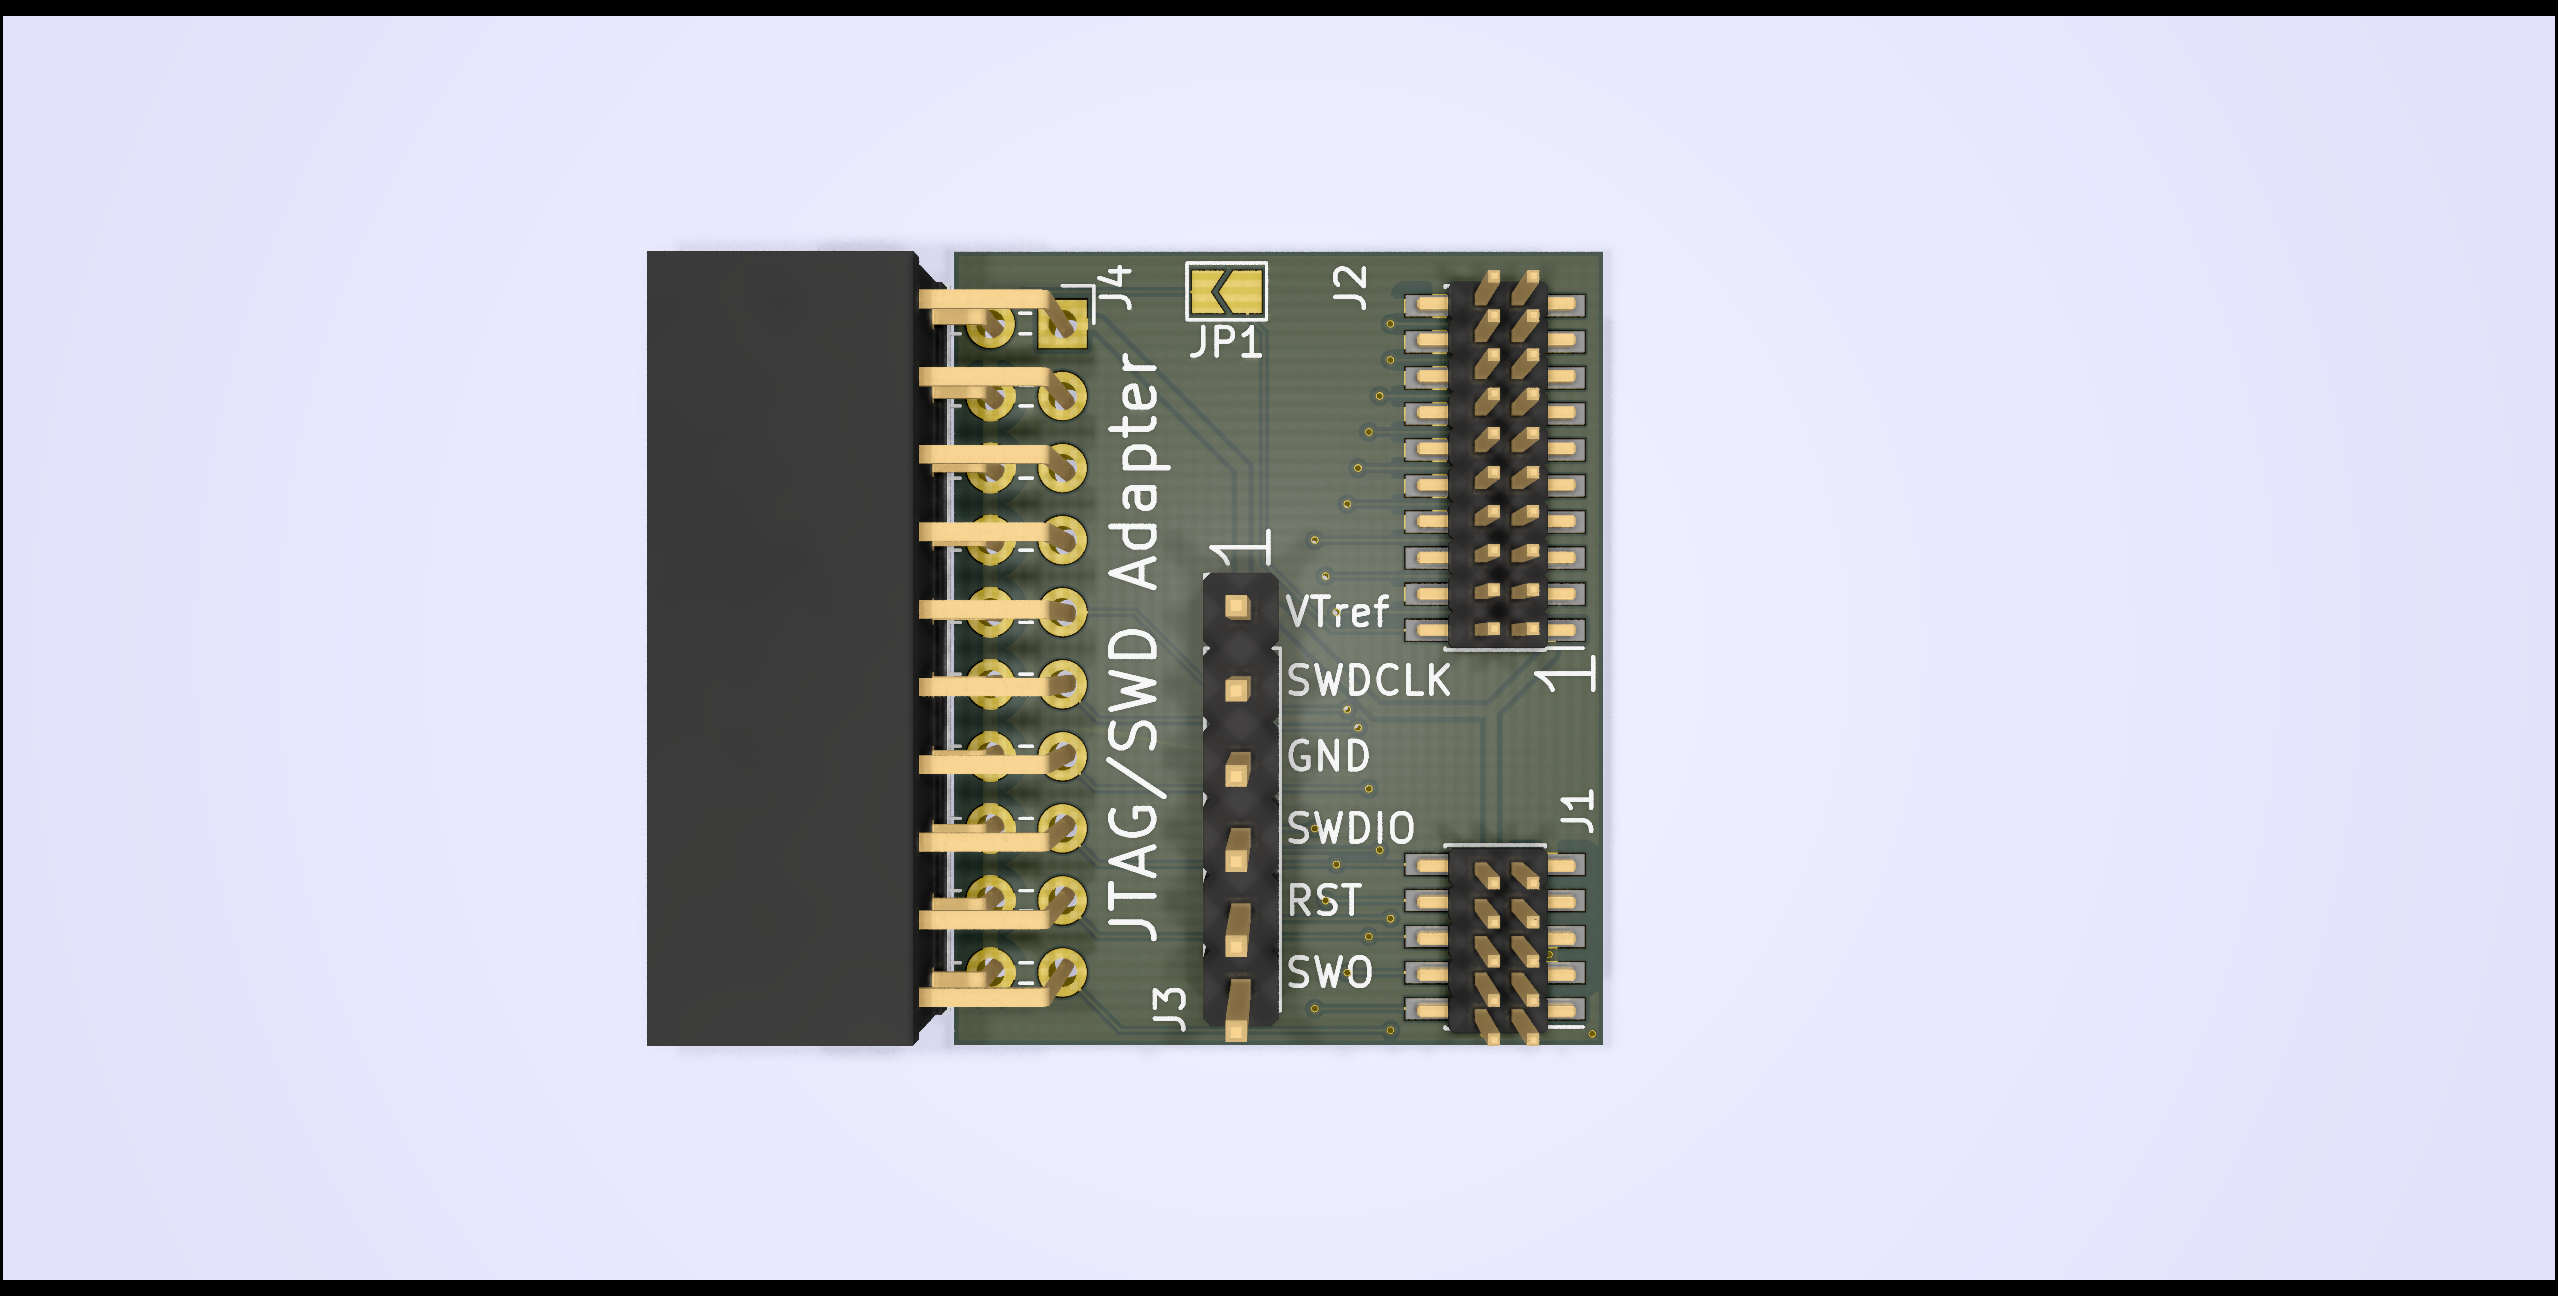 J4
JP1
J2
JTAG/SWD Adapter
1
VTref
SWDCLK
GND
SWDIO
RST
SWO
J3
1
J1